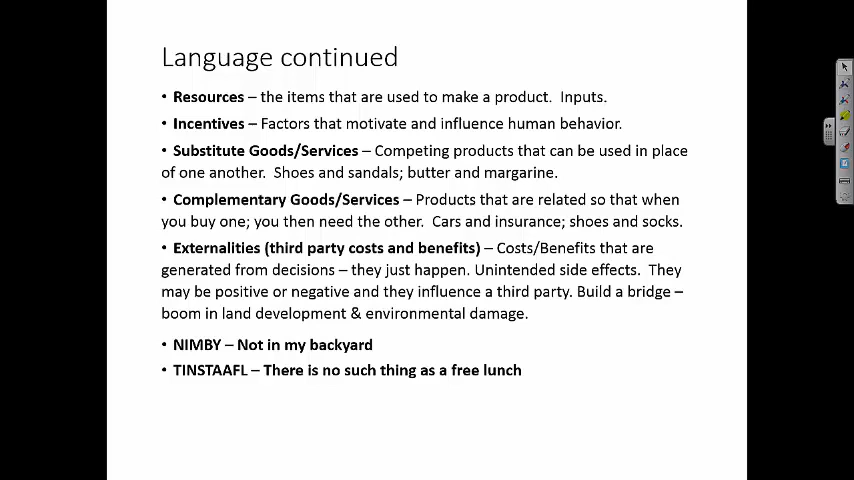 Language continued
• Resources – the items that are used to make a product.  Inputs.
• Incentives – Factors that motivate and influence human behavior.
• Substitute Goods/Services – Competing products that can be used in place
of one another.  Shoes and sandals; butter and margarine.
• Complementary Goods/Services – Products that are related so that when
you buy one; you then need the other.  Cars and insurance; shoes and socks.
• Externalities (third party costs and benefits) – Costs/Benefits that are
generated from decisions – they just happen.  Unintended side effects.  They
may be positive or negative and they influence a third party. Build a bridge –
boom in land development & environmental damage.
• NIMBY – Not in my backyard
• TINSTAAFL – There is no such thing as a free lunch